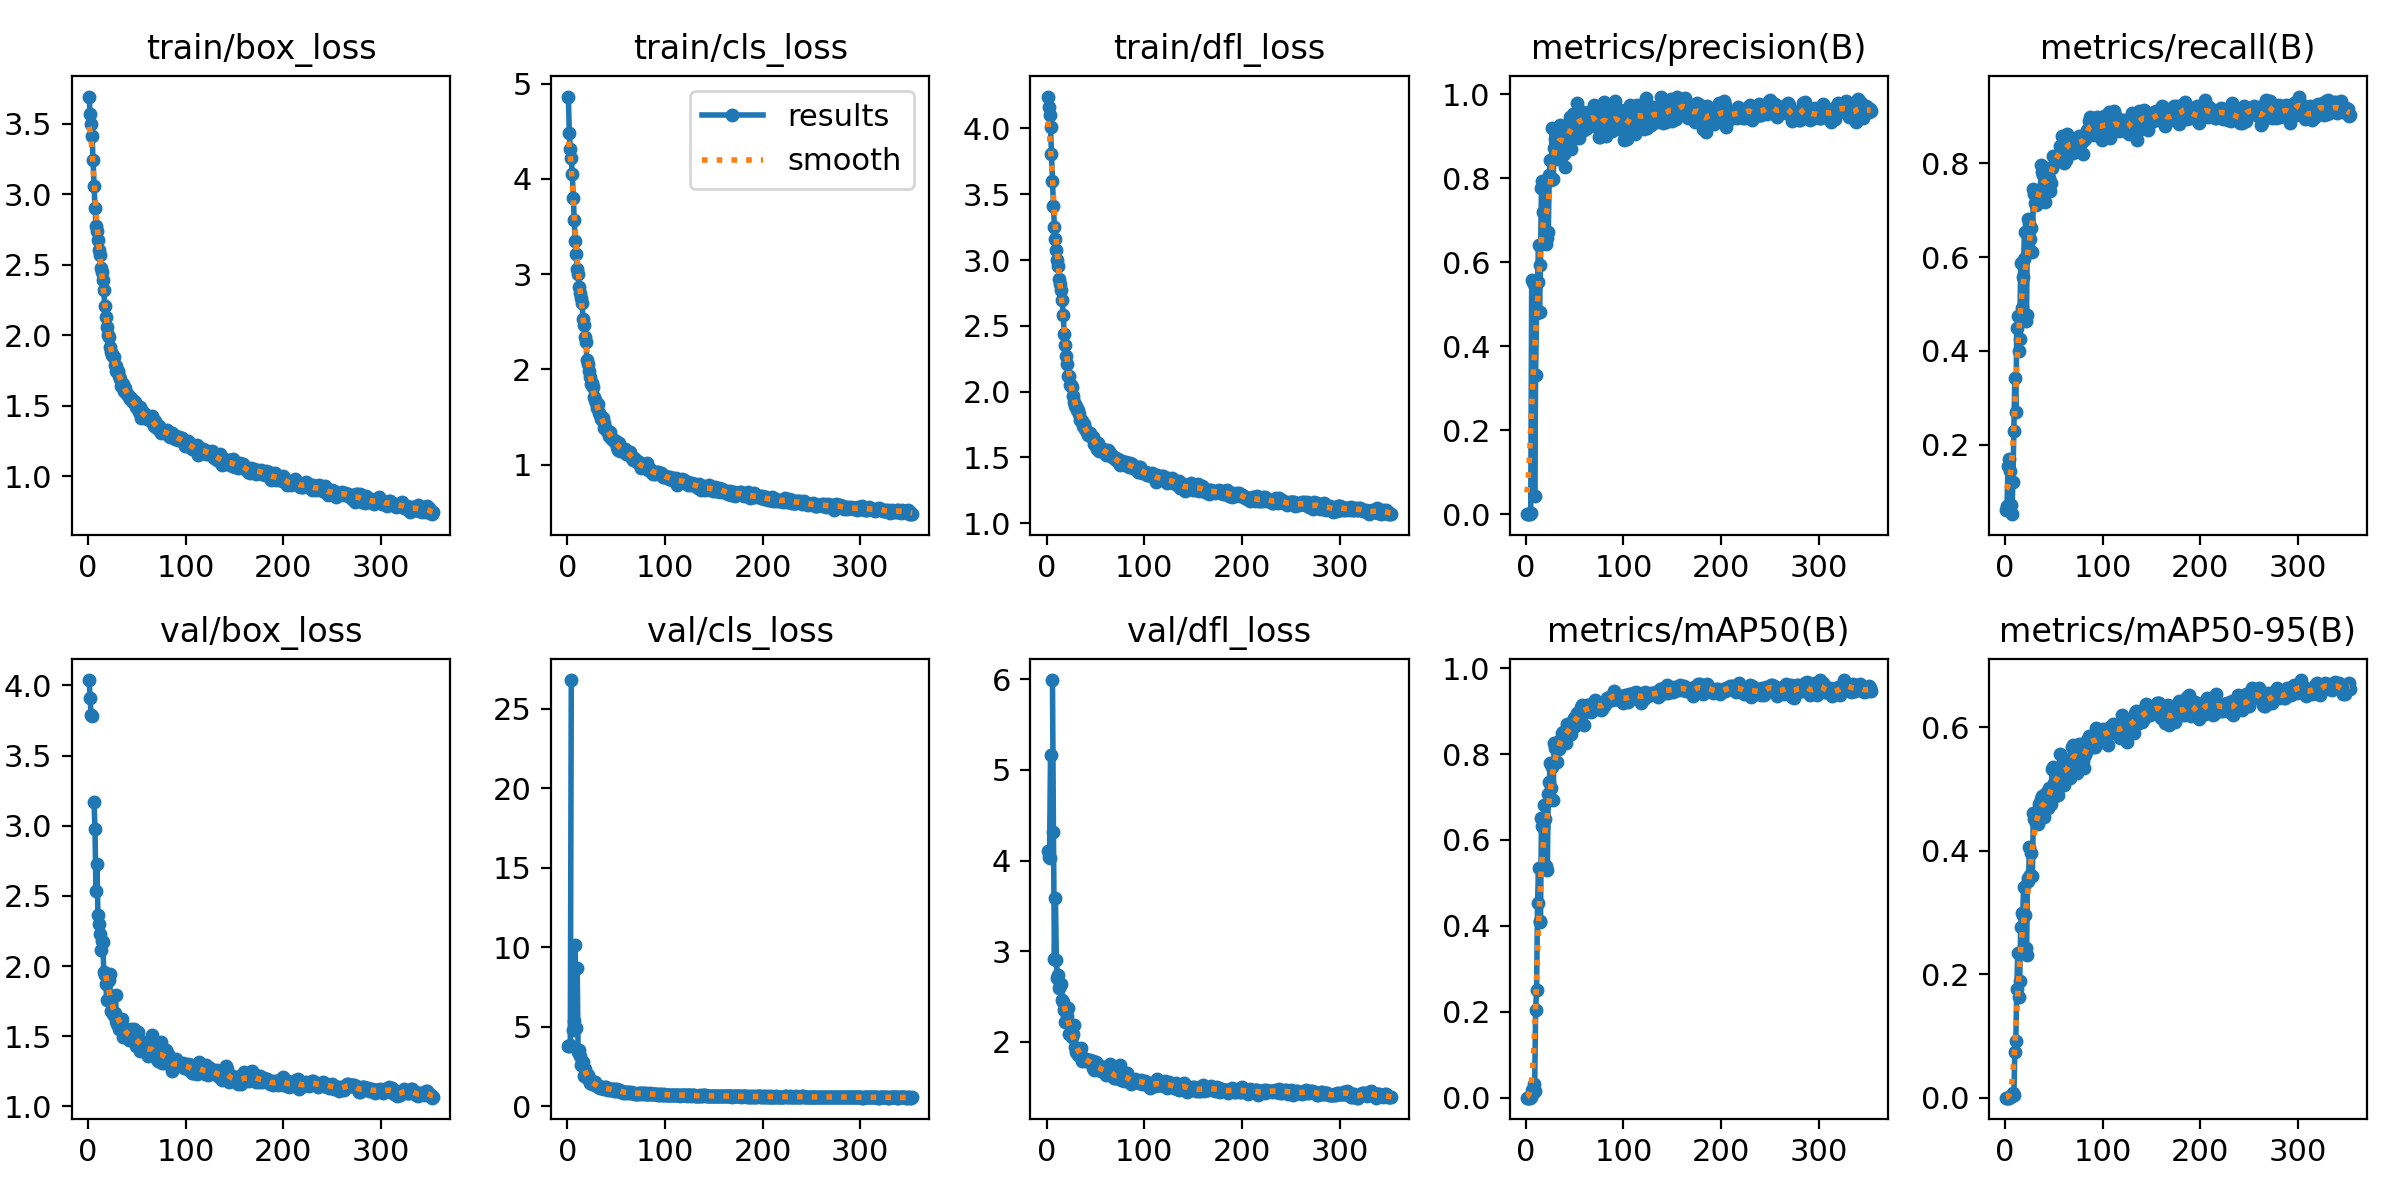 train/box_loss
3.5
3.0
2.5
2.0
1.5
1.0
0 100 200 300
train/cls_loss
results
smooth
5
4
3
2
1
0 100 200 300
train/dfl_loss
4.0
3.5
3.0
2.5
2.0
1.5
1.0
0 100 200 300
metrics/precision(B)
1.0
0.8
0.6
0.4
0.2
0.0
0 100 200 300
metrics/recall(B)
0.8
0.6
0.4
0.2
0 100 200 300
val/box_loss
4.0
3.5
3.0
2.5
2.0
1.5
1.0
0 100 200 300
val/cls_loss
25
20
15
10
5
0
0 100 200 300
val/dfl_loss
6
5
4
3
2
0 100 200 300
metrics/mAP50(B)
1.0
0.8
0.6
0.4
0.2
0.0
0 100 200 300
metrics/mAP50-95(B)
0.6
0.4
0.2
0.0
0 100 200 300